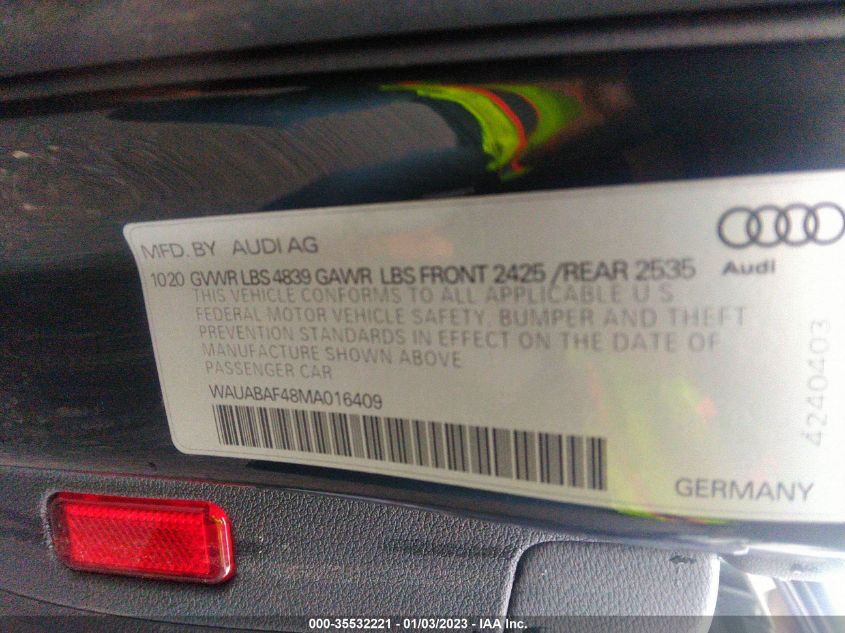 MFD. BY AUDI AG
Audi
10 20 GVWR LBS 4839 GAWR LBS FRONT 2425 /REAR 2535
THIS VEHICLE CONFORMS TO ALL APPLICABLE U S
FEDERAL MOTOR VEHICLE SAFETY, BUMPER AND THEFT
PREVENTION STANDARDS IN EFFECT ON THE DATE OF
MANUFACTURE SHOWN ABOVE
PASSENGER CAR
WAUABAF48MA016409
4240403
GERMANY
000-35532221 - 01/03/2023 - IAA Inc.